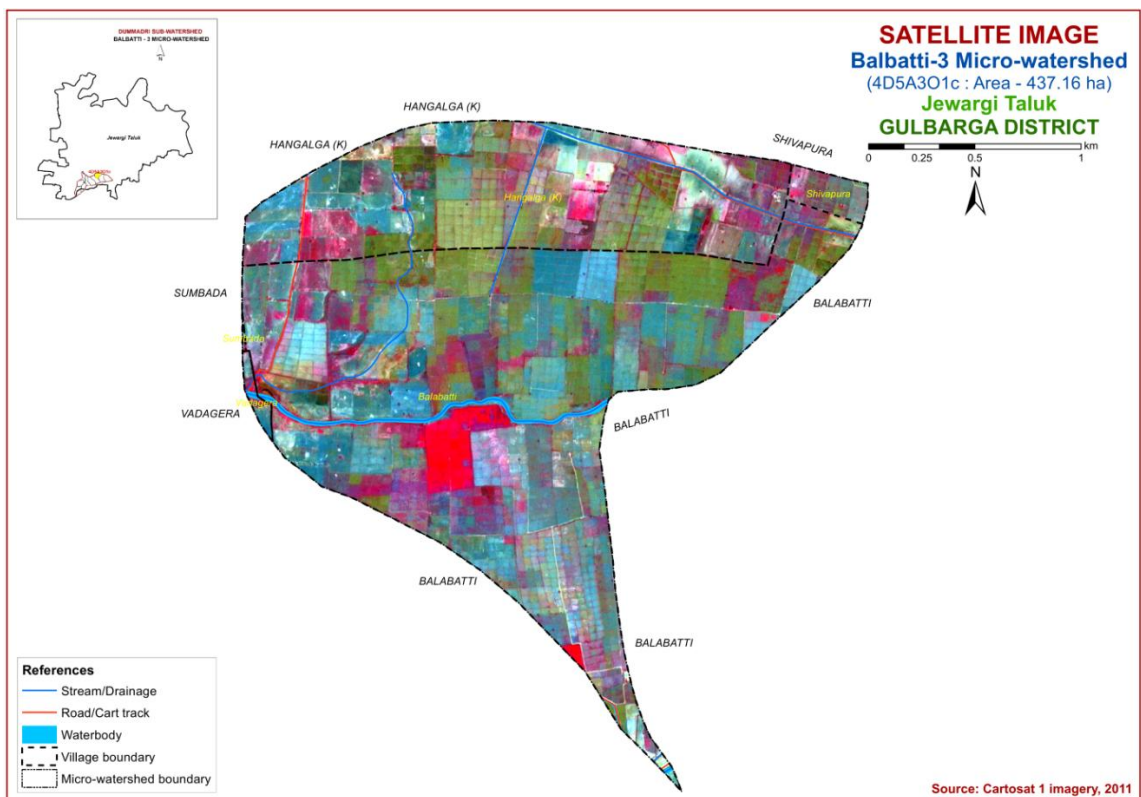 DUMMADRI SUB-WATERSHED
BALBATTI - 3 MICRO-WATERSHED
N
Jewargi Taluk
SATELLITE IMAGE
Balbatti-3 Micro-watershed
(4D5A3O1c : Area - 437.16 ha)
Jewargi Taluk
GULBARGA DISTRICT
km
0 0.25 0.5 1
N
HANGALGA (K)
HANGALGA (K)
SHIVAPURA
Shivapura
Hangalga (K)
SUMBADA
BALABATTI
Sumbada
Vadagera
Balabatti
VADAGERA
BALABATTI
BALABATTI
BALABATTI
References
Stream/Drainage
Road/Cart track
Waterbody
Village boundary
Micro-watershed boundary
Source: Cartosat 1 imagery, 2011